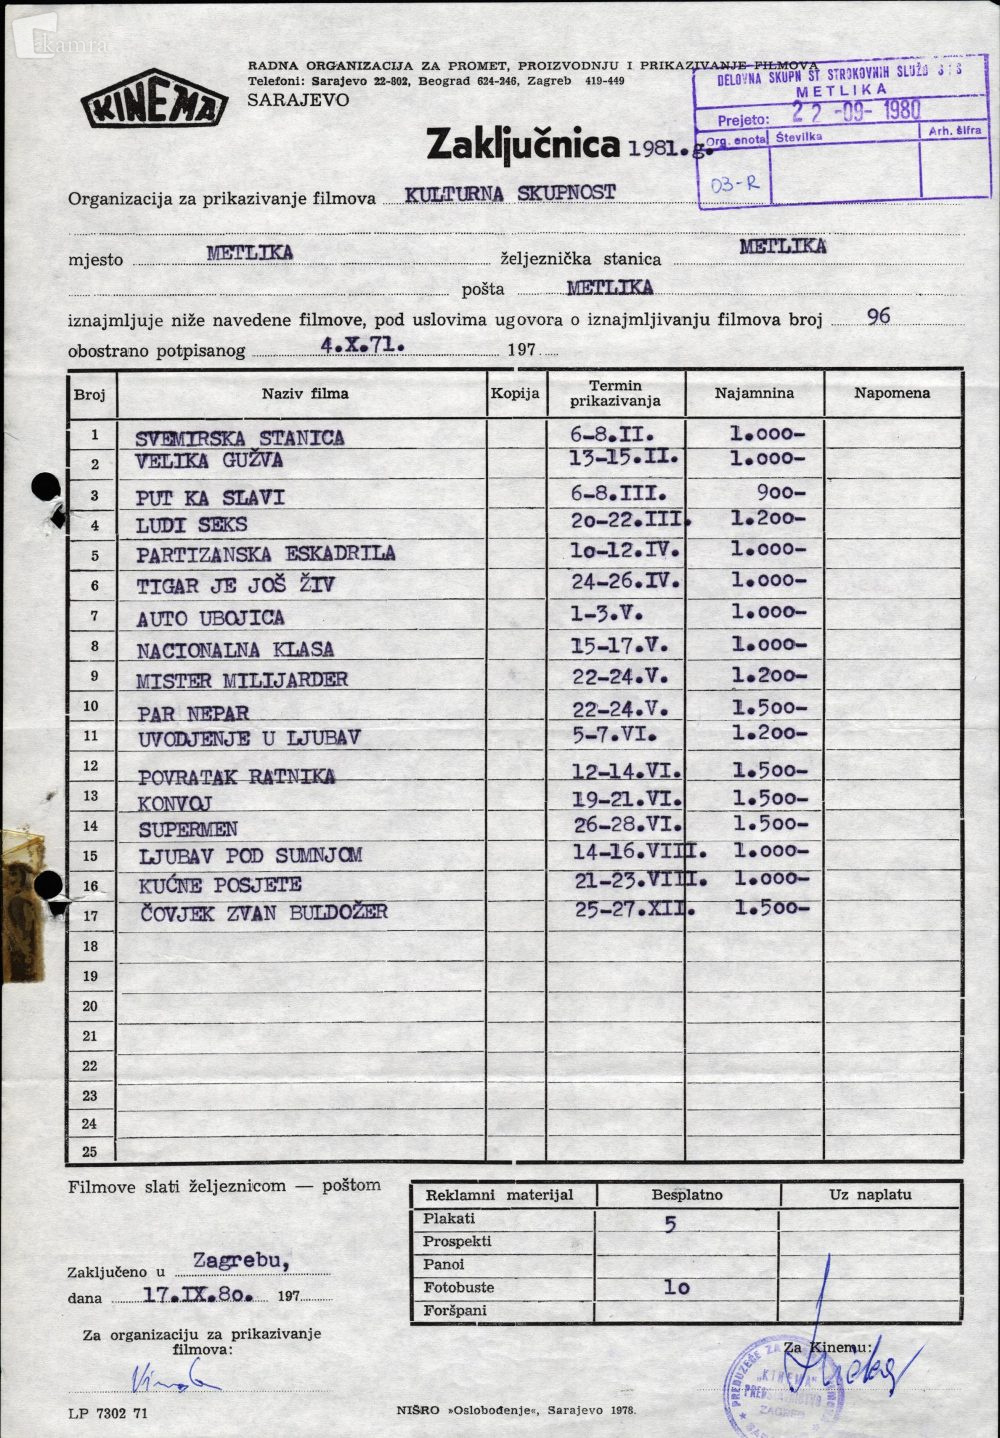 kamra
KINEMA
RADNA ORGANIZACIJA ZA PROMET, PROIZVODNJU I PRIKAZIVANJE FILMOVA
Telefoni: Sarajevo 22-802, Beograd 624-246, Zagreb 419-449
SARAJEVO
DELOVNA SKUPN ST STROKOVNIH SLUŽB SIS
METLIKA
Prejeto: 22 -09- 1980
Org. enota Številka Arh. šifra
03-R
Zaključnica 1981.g.
Organizacija za prikazivanje filmova KULTURNA SKUPNOST
mjesto METLIKA željeznička stanica METLIKA
pošta METLIKA
iznajmljuje niže navedene filmove, pod uslovima ugovora o iznajmljivanju filmova broj 96
obostrano potpisanog 4.X.71. 197
Broj Naziv filma Kopija Termin prikazivanja Najamnina Napomena
1 SVEMIRSKA STANICA 6-8.II. 1.000-
2 VELIKA GUŽVA 13-15.II. 1.000-
3 PUT KA SLAVI 6-8.III. 900-
4 LUDI SEKS 20-22.III. 1.200-
5 PARTIZANSKA ESKADRILA 10-12.IV. 1.000-
6 TIGAR JE JOŠ ŽIV 24-26.IV. 1.000-
7 AUTO UBOJICA 1-3.V. 1.000-
8 NACIONALNA KLASA 15-17.V. 1.000-
9 MISTER MILIJARDER 22-24.V. 1.200-
10 PAR NEPAR 22-24.V. 1.500-
11 UVODJENJE U LJUBAV 5-7.VI. 1.200-
12 POVRATAK RATNIKA 12-14.VI. 1.500-
13 KONVOJ 19-21.VI. 1.500-
14 SUPERMEN 26-28.VI. 1.500-
15 LJUBAV POD SUMNJOM 14-16.VIII. 1.000-
16 KUĆNE POSJETE 21-23.VIII. 1.000-
17 ČOVJEK ZVAN BULDOŽER 25-27.XII. 1.500-
18
19
20
21
22
23
24
25
Filmove slati željeznicom — poštom
Reklamni materijal Besplatno Uz naplatu
Plakati 5
Prospekti
Panoi
Fotobuste 10
Foršpani
Zaključeno u Zagrebu,
dana 17.IX.80. 197
Za organizaciju za prikazivanje
filmova:
Za Kinemu:
PREDUZEĆE ZA
„KINEMA"
PREDSTAVNIŠTVO
ZAGREB
LP 7302 71
NIŠRO »Oslobođenje«, Sarajevo 1978.